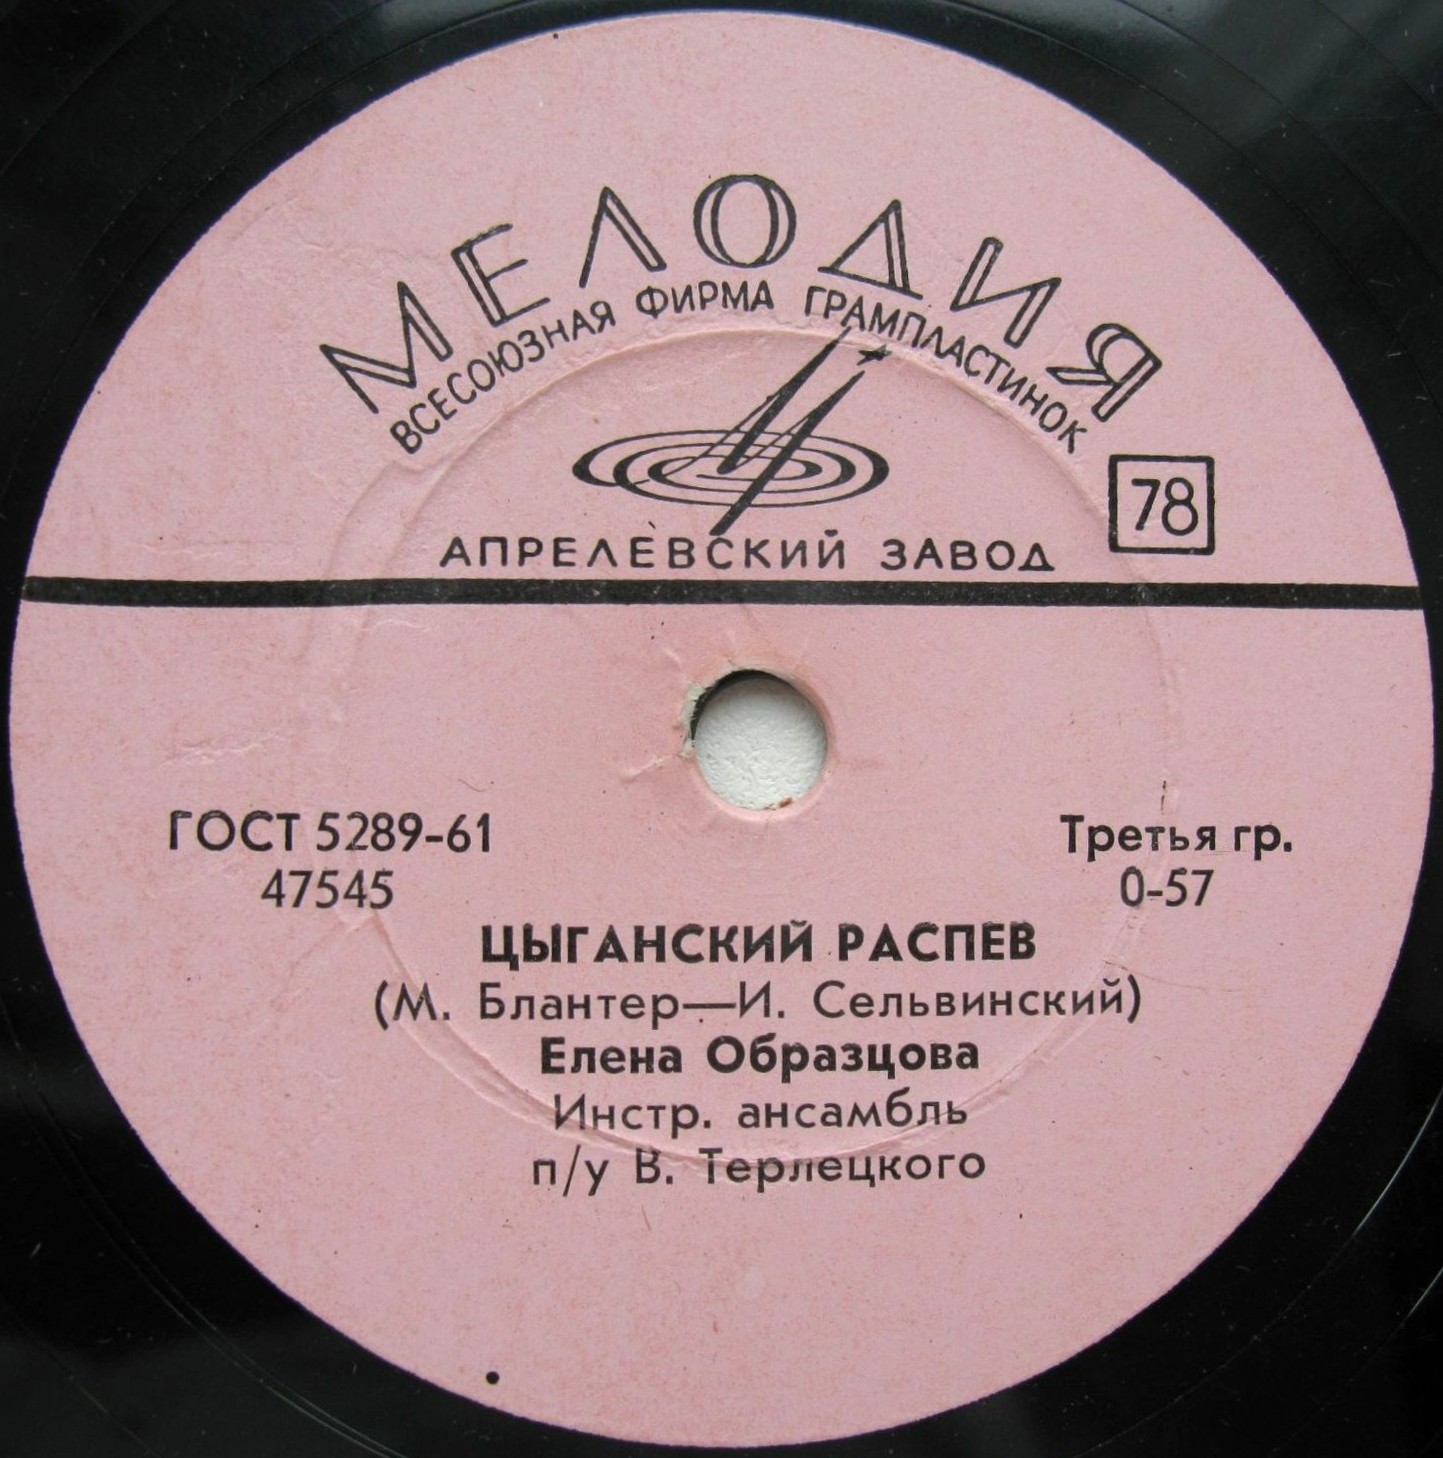 МЕЛОДИЯ
ВСЕСОЮЗНАЯ ФИРМА ГРАМПЛАСТИНОК
78
АПРЕЛЕВСКИЙ ЗАВОД
ГОСТ 5289-61
47545
Третья гр.
0-57
ЦЫГАНСКИЙ РАСПЕВ
(М. Блантер—И. Сельвинский)
Елена Образцова
Инстр. ансамбль
п/у В. Терлецкого